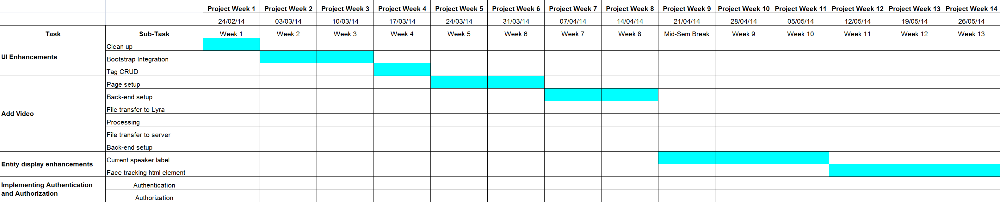 Project Week 1 Project Week 2 Project Week 3 Project Week 4 Project Week 5 Project Week 6 Project Week 7 Project Week 8 Project Week 9 Project Week 10 Project Week 11 Project Week 12 Project Week 13 Project Week 14
24/02/14 03/03/14 10/03/14 17/03/14 24/03/14 31/03/14 07/04/14 14/04/14 21/04/14 28/04/14 05/05/14 12/05/14 19/05/14 26/05/14
Task Sub-Task Week 1 Week 2 Week 3 Week 4 Week 5 Week 6 Week 7 Week 8 Mid-Sem Break Week 9 Week 10 Week 11 Week 12 Week 13
UI Enhancements
Clean up
Bootstrap Integration
Tag CRUD
Add Video
Page setup
Back-end setup
File transfer to Lyra
Processing
File transfer to server
Back-end setup
Entity display enhancements
Current speaker label
Face tracking html element
Implementing Authentication
and Authorization
Authentication
Authorization